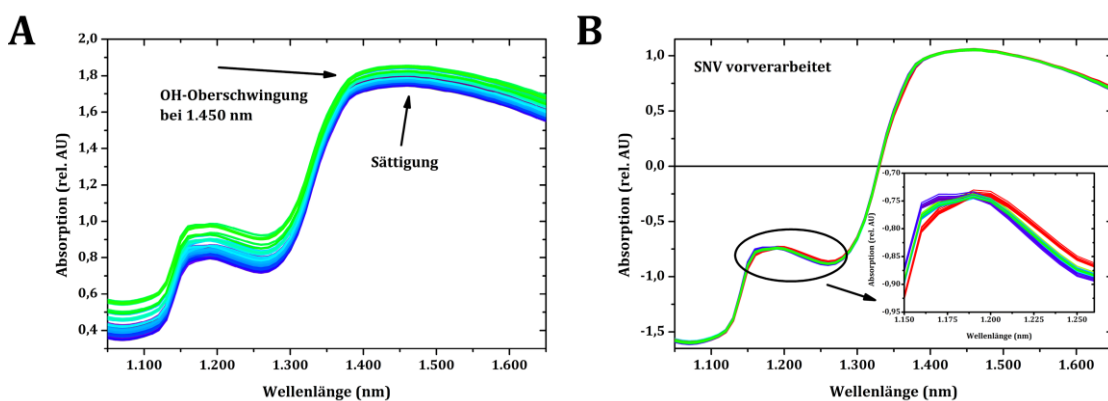 A
Absorption (rel. AU)
2,0
1,8
1,6
1,4
1,2
1,0
0,8
0,6
0,4
OH-Oberschwingung
bei 1.450 nm
Sättigung
1.100 1.200 1.300 1.400 1.500 1.600
Wellenlänge (nm)
B
Absorption (rel. AU)
1,0
0,5
0,0
-0,5
-1,0
-1,5
SNV vorverarbeitet
1.100 1.200 1.300 1.400 1.500 1.600
Wellenlänge (nm)
Absorption (rel. AU)
-0,70
-0,75
-0,80
-0,85
-0,90
-0,95
1.150 1.175 1.200 1.225 1.250
Wellenlänge (nm)